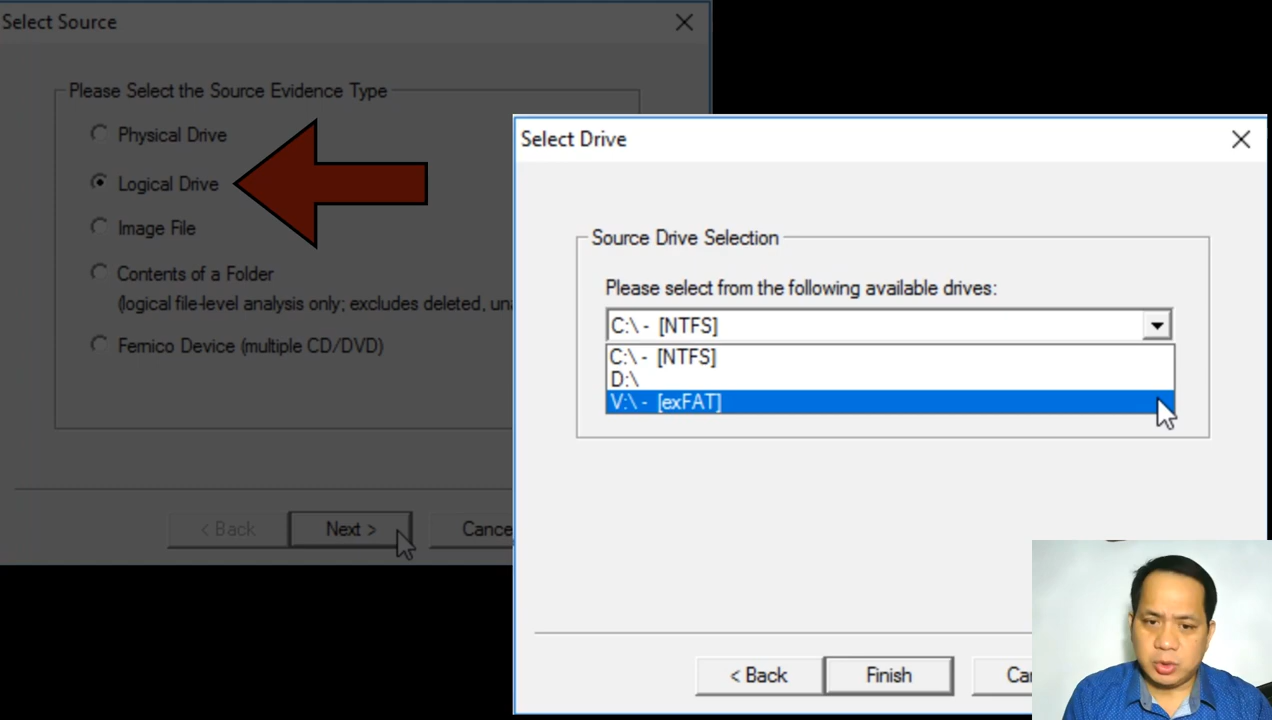 Select Source
Please Select the Source Evidence Type
Physical Drive
Logical Drive
Image File
Contents of a Folder
(logical file-level analysis only; excludes deleted,
Fernico Device (multiple CD/DVD)
< Back
Next >
Select Drive
Source Drive Selection
Please select from the following available drives:
C:\ - [NTFS]
C:\ - [NTFS]
D:\
V:\ - [exFAT]
< Back
Finish